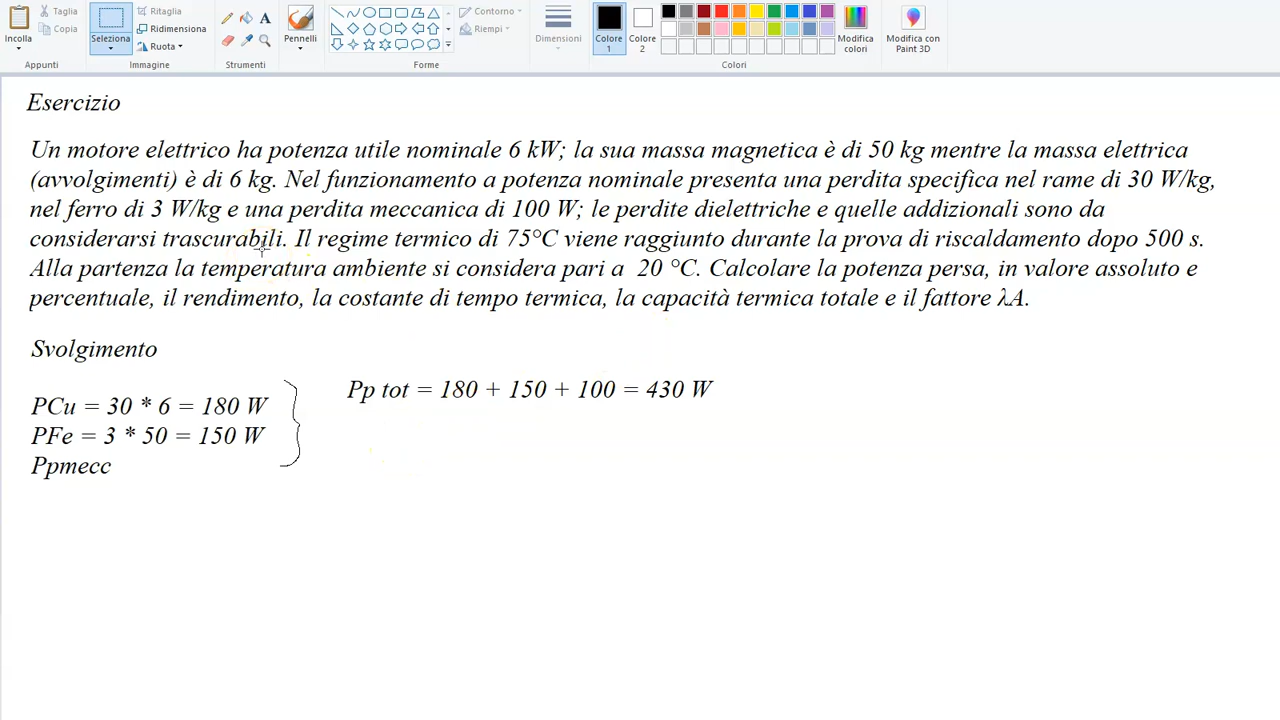 Incolla
Taglia
Copia
Appunti
Seleziona
Ritaglia
Ridimensiona
Ruota
Immagine
A
Strumenti
Pennelli
Contorno
Riempi
Forme
Dimensioni
Colore
1
Colore
2
Modifica
colori
Colori
Modifica con
Paint 3D
Esercizio
Un motore elettrico ha potenza utile nominale 6 kW; la sua massa magnetica è di 50 kg mentre la massa elettrica
(avvolgimenti) è di 6 kg. Nel funzionamento a potenza nominale presenta una perdita specifica nel rame di 30 W/kg,
nel ferro di 3 W/kg e una perdita meccanica di 100 W; le perdite dielettriche e quelle addizionali sono da
considerarsi trascurabili. Il regime termico di 75°C viene raggiunto durante la prova di riscaldamento dopo 500 s.
Alla partenza la temperatura ambiente si considera pari a 20 °C. Calcolare la potenza persa, in valore assoluto e
percentuale, il rendimento, la costante di tempo termica, la capacità termica totale e il fattore λA.
Svolgimento
PCu = 30 * 6 = 180 W
PFe = 3 * 50 = 150 W
Ppmecc
Pp tot = 180 + 150 + 100 = 430 W